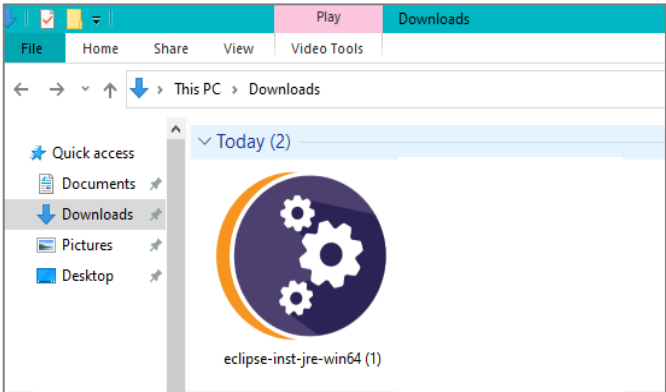 Play Downloads
File Home Share View Video Tools
This PC > Downloads
Today (2)
Quick access
Documents
Downloads
Pictures
Desktop
eclipse-inst-jre-win64 (1)